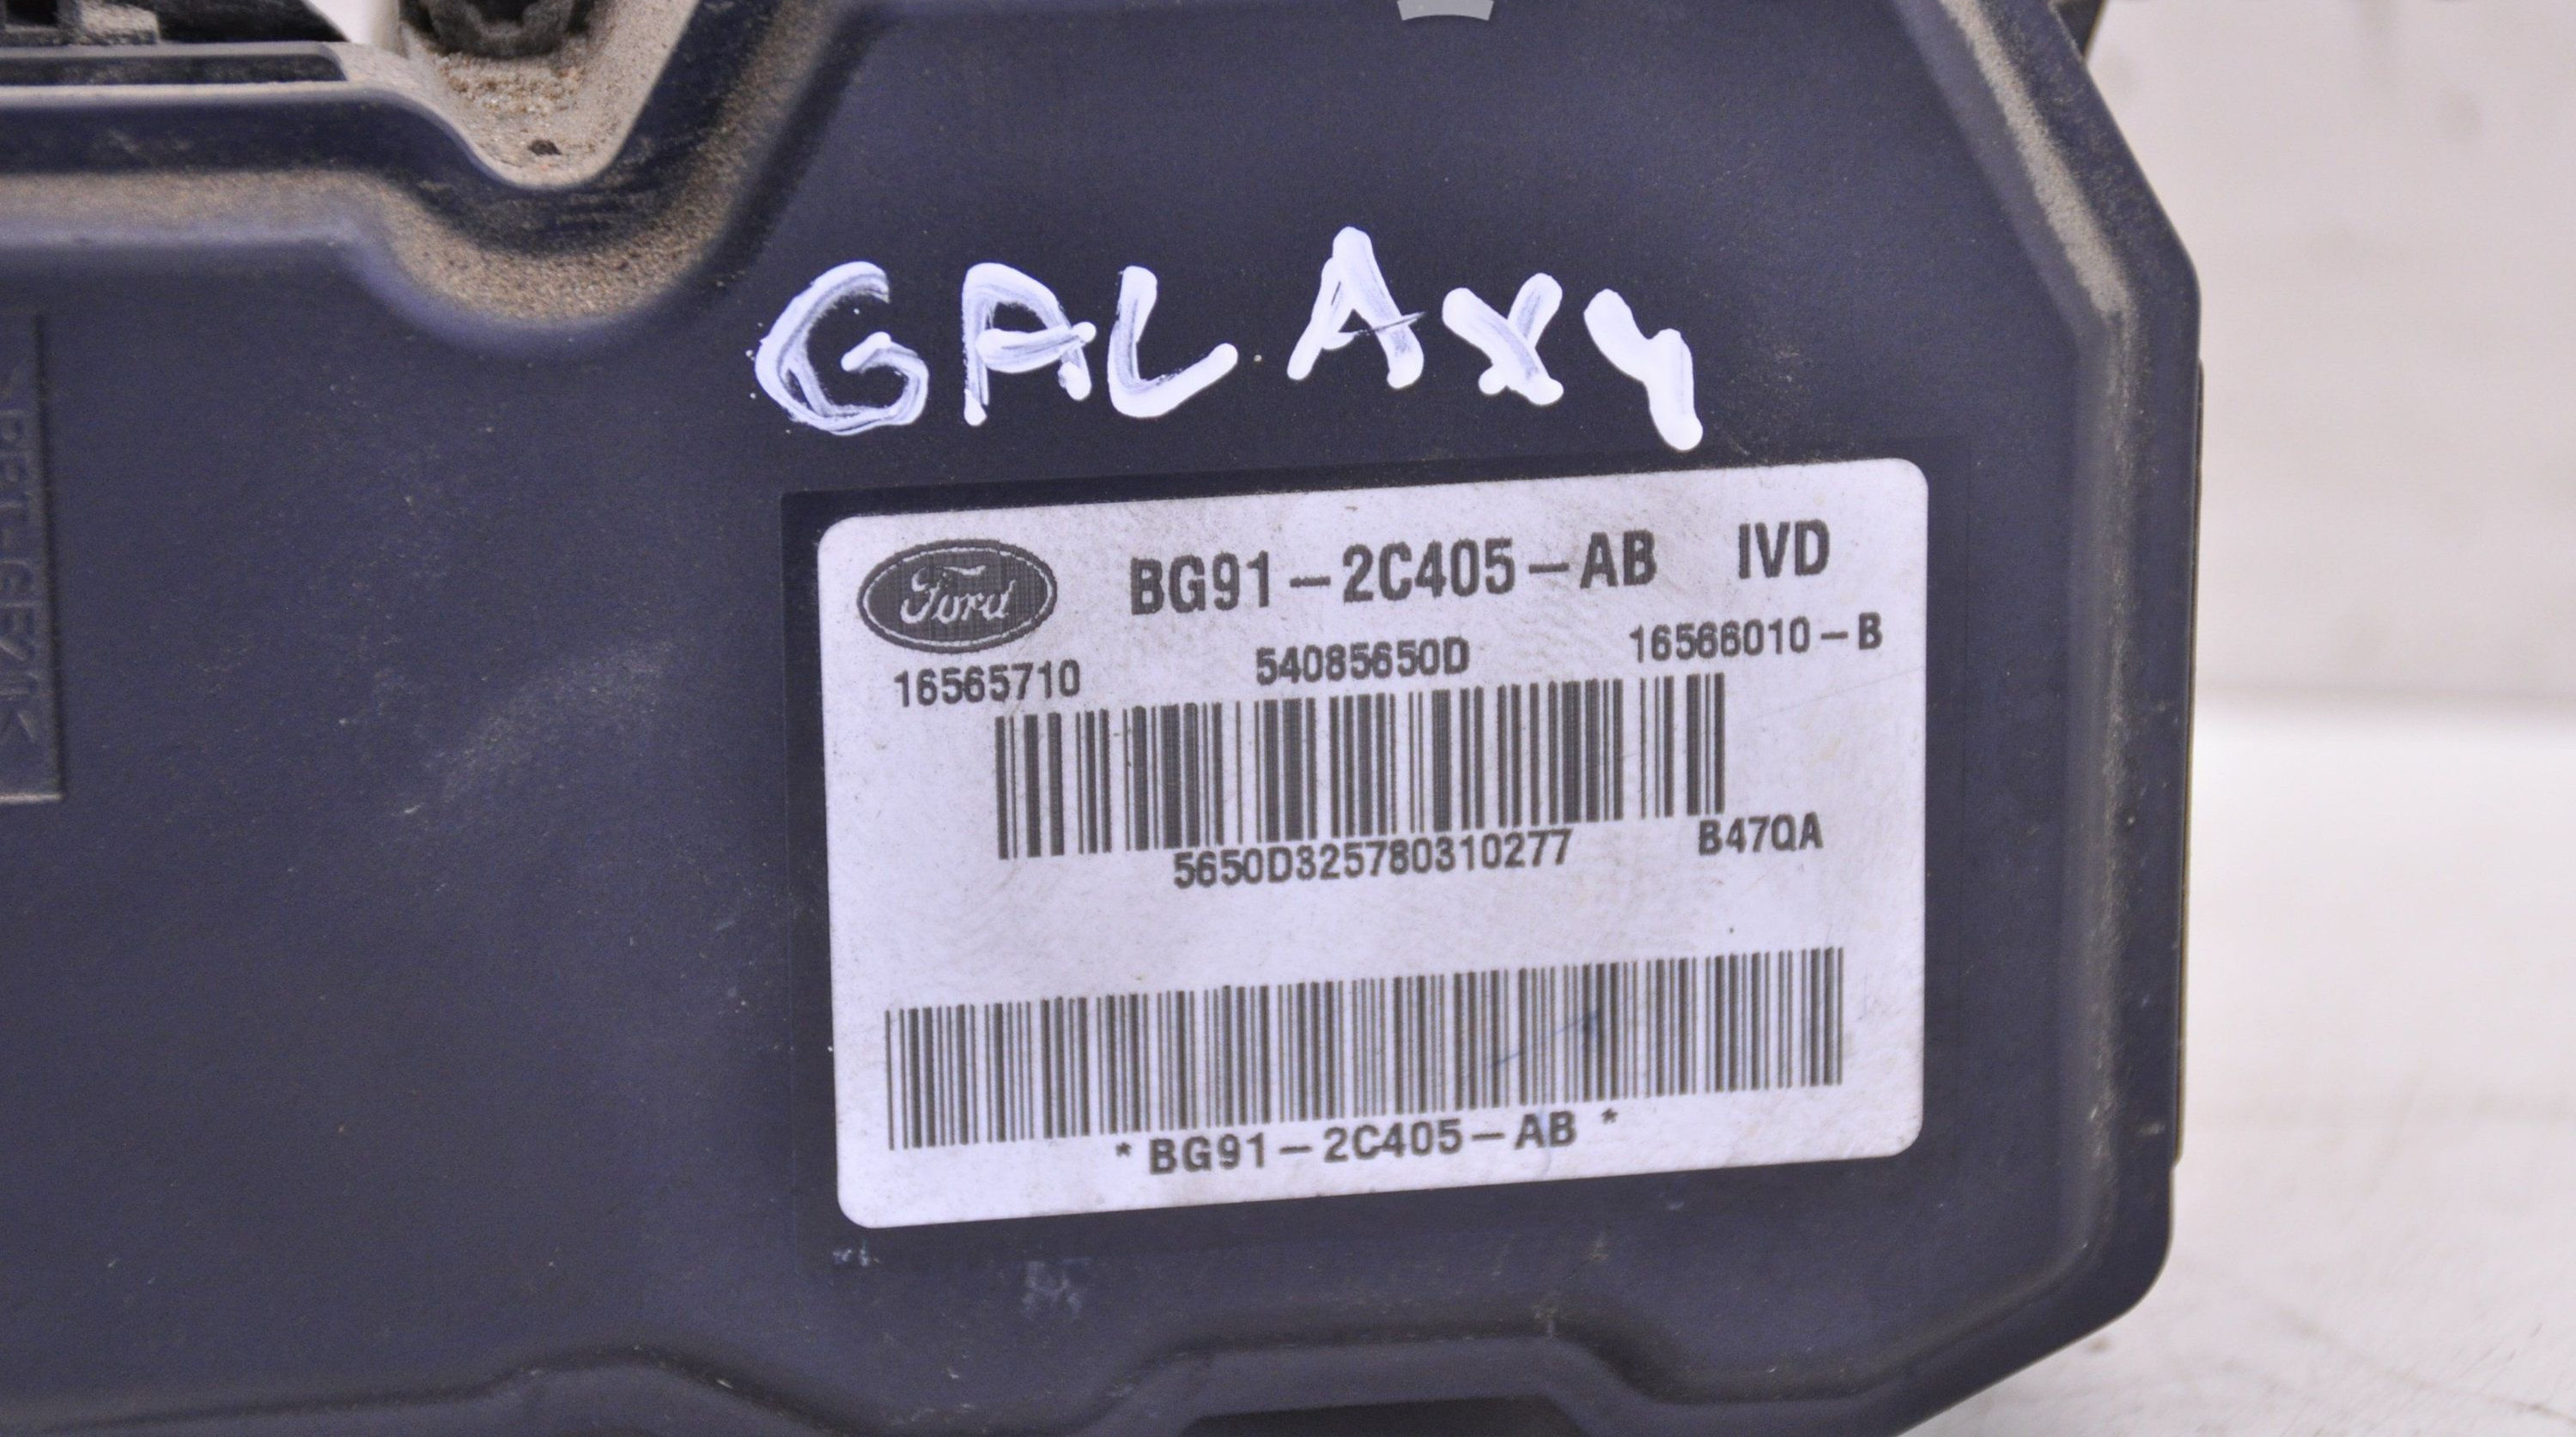 GALAXY
Ford BG91-2C405-AB IVD
16565710 54085650D 16566010-B
5650D325780310277 B47QA
*BG91-2C405-AB*